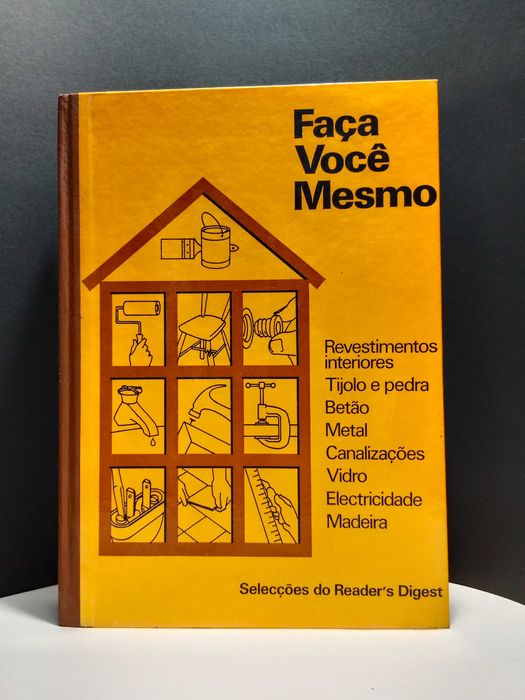 Faça
Você
Mesmo
Revestimentos
interiores
Tijolo e pedra
Betão
Metal
Canalizações
Vidro
Electricidade
Madeira
Selecções do Reader's Digest